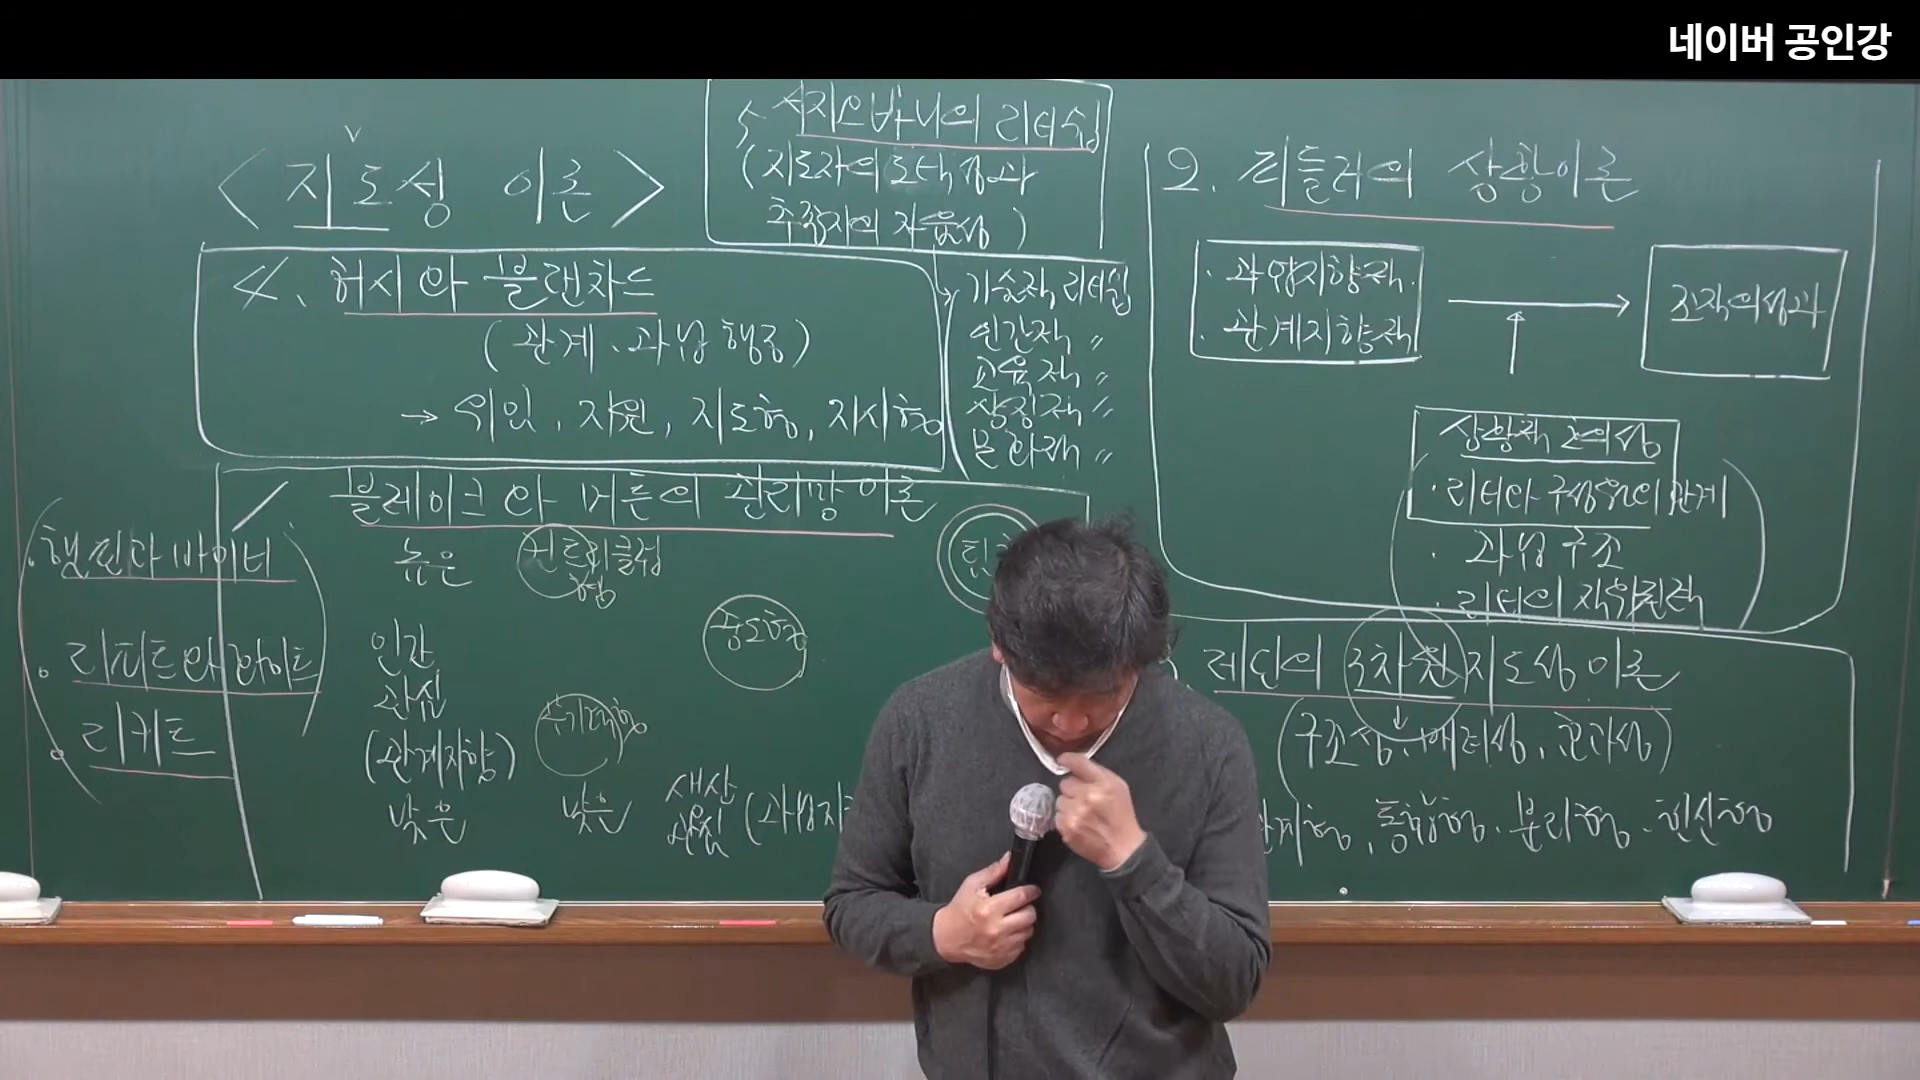 네이버 공인강
<지도성 이론>
5. 서지오바니의 리더십
(지도자의 도덕성과
추종자의 자율성)
4. 허시와 블랜차드
(관계、과업행동)
→ 위임, 지원, 지도형, 지시형
기술적 리더십
인간적 〃
교육적 〃
상징적 〃
문화적 〃
블레이크와 머튼의 관리망 이론
높은
컨트리클럽
형
중도형
인간
관심
(관계지향)
낮은
낮은
생산
(과업지
· 핼핀과 바이너
· 리피트와 화이트
리커트
2. 피들러의 상황이론
· 과업지향적
· 관계지향적
→
조직의성과
상황적
· 리더와 구성원의 관계
· 과업구조
· 리더의 지위권력
레딘의 3차원 지도성이론
(구조성, 배려성, 효과성)
통합형. 분리형. 헌신형